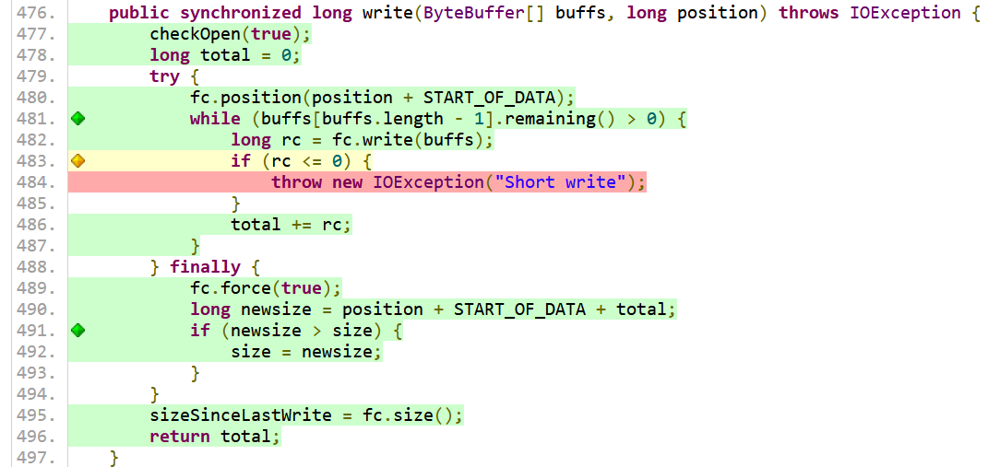 476. public synchronized long write(ByteBuffer[] buffs, long position) throws IOException {
477. checkOpen(true);
478. long total = 0;
479. try {
480. fc.position(position + START_OF_DATA);
481. while (buffs[buffs.length - 1].remaining() > 0) {
482. long rc = fc.write(buffs);
483. if (rc <= 0) {
484. throw new IOException("Short write");
485. }
486. total += rc;
487. }
488. } finally {
489. fc.force(true);
490. long newsize = position + START_OF_DATA + total;
491. if (newsize > size) {
492. size = newsize;
493. }
494. }
495. sizeSinceLastWrite = fc.size();
496. return total;
497. }